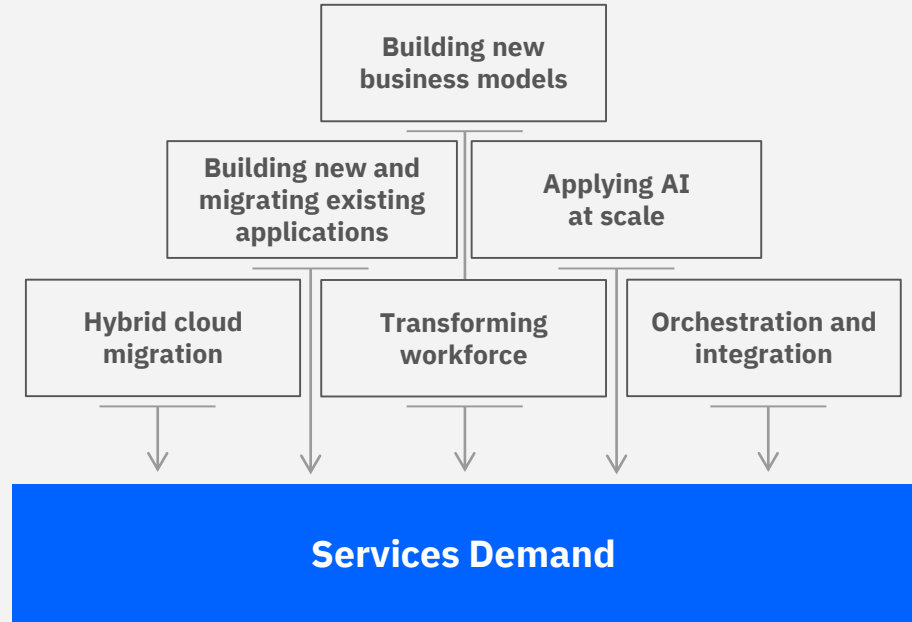 Building new
business models
Building new and
migrating existing
applications
Applying AI
at scale
Hybrid cloud
migration
Transforming
workforce
Orchestration and
integration
Services Demand